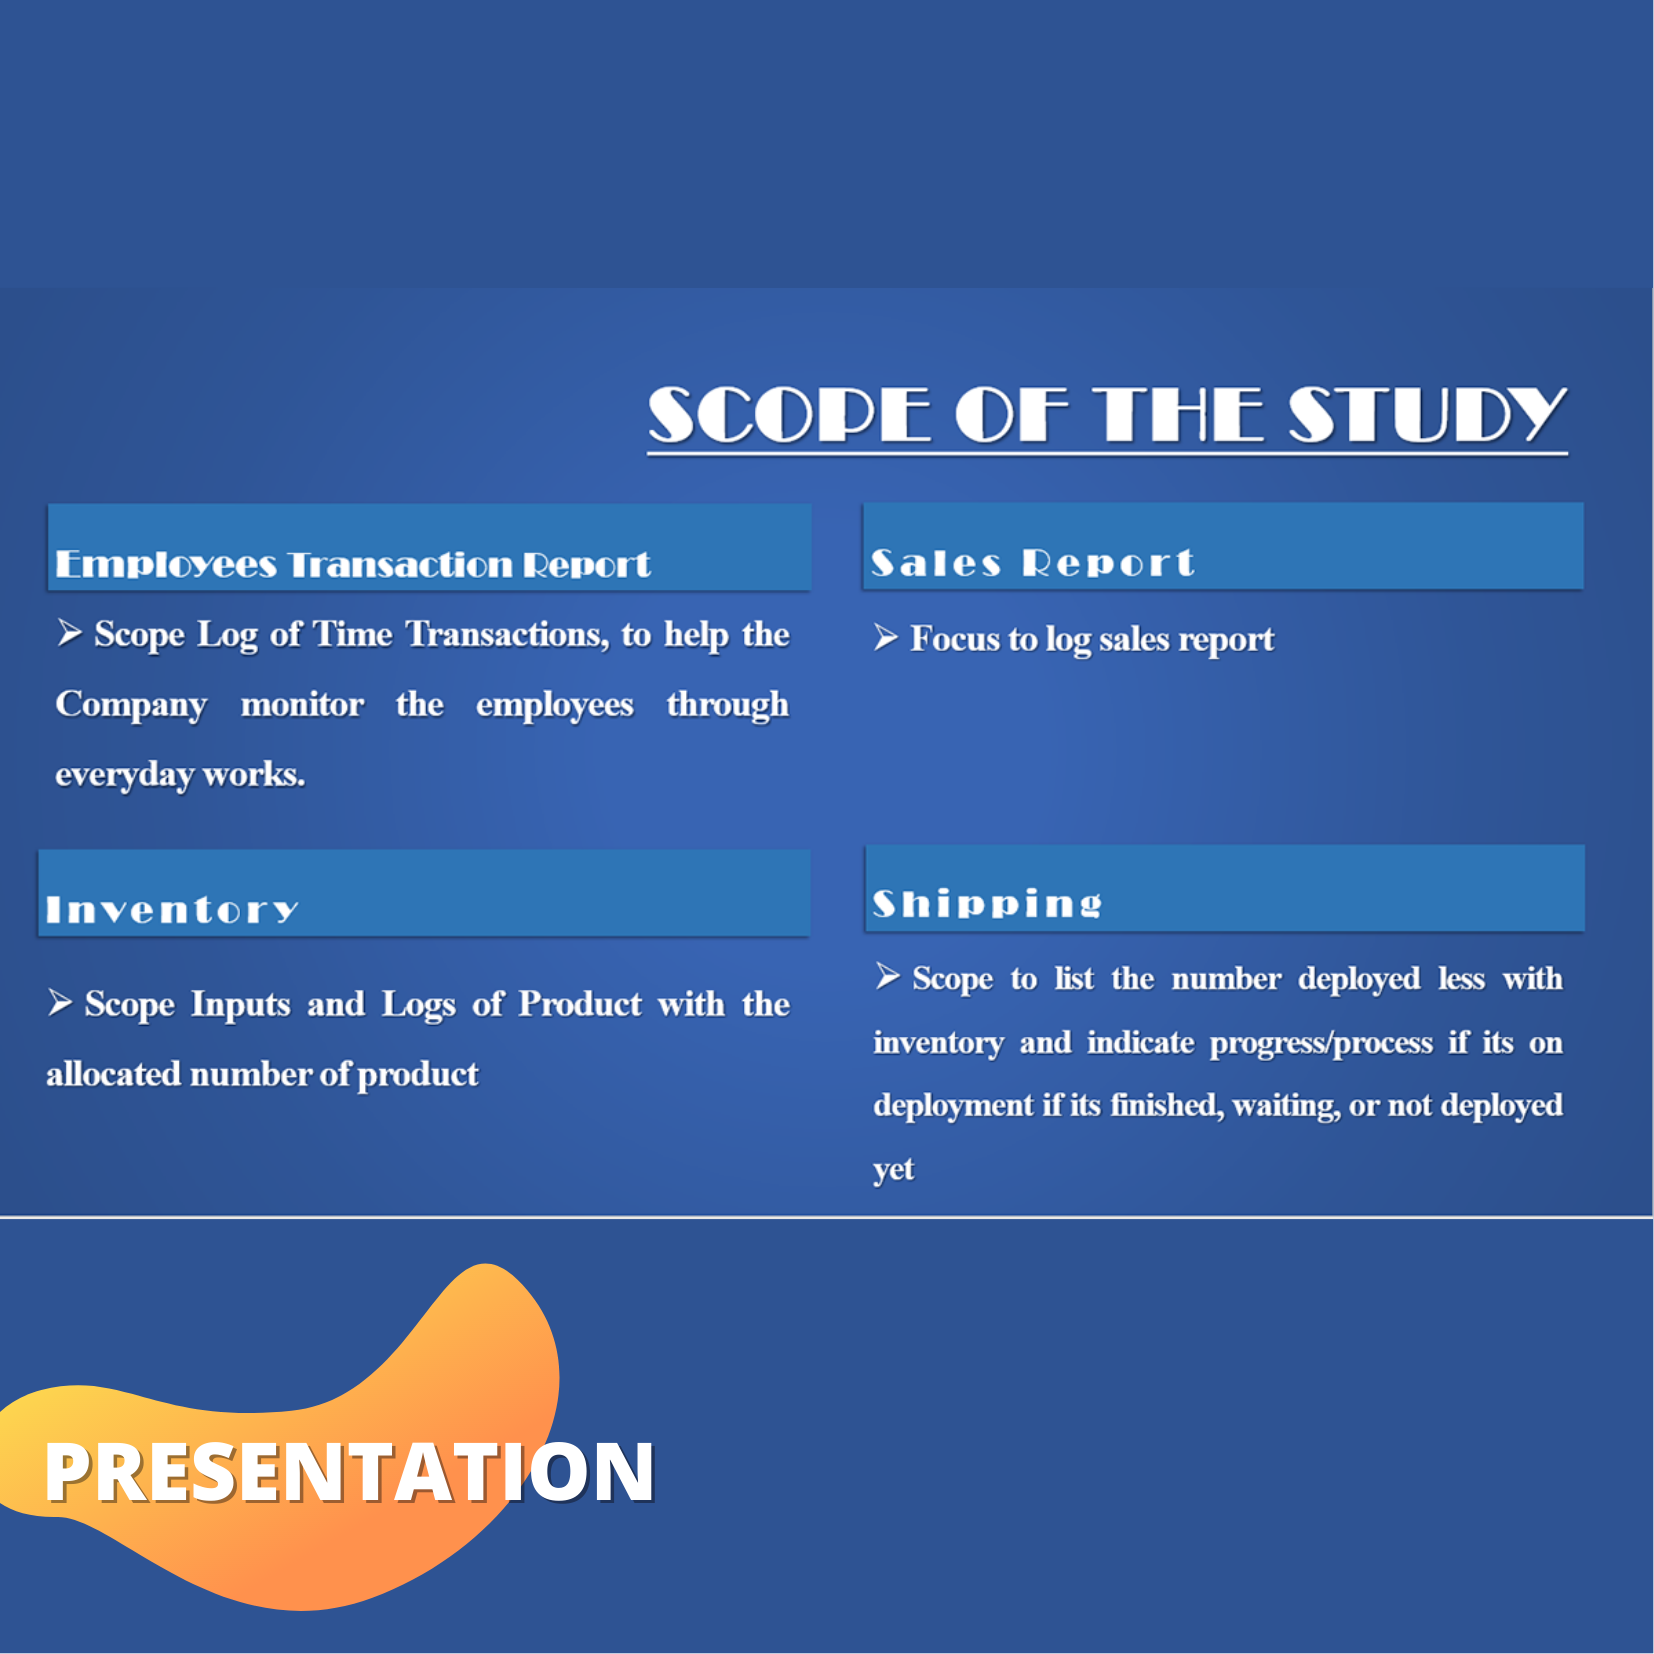 SCOPE OF THE STUDY
Employees Transaction Report
➢ Scope Log of Time Transactions, to help the
Company monitor the employees through
everyday works.
Sales Report
➢ Focus to log sales report
Inventory
➢ Scope Inputs and Logs of Product with the
allocated number of product
Shipping
➢ Scope to list the number deployed less with
inventory and indicate progress/process if its on
deployment if its finished, waiting, or not deployed
yet
PRESENTATION